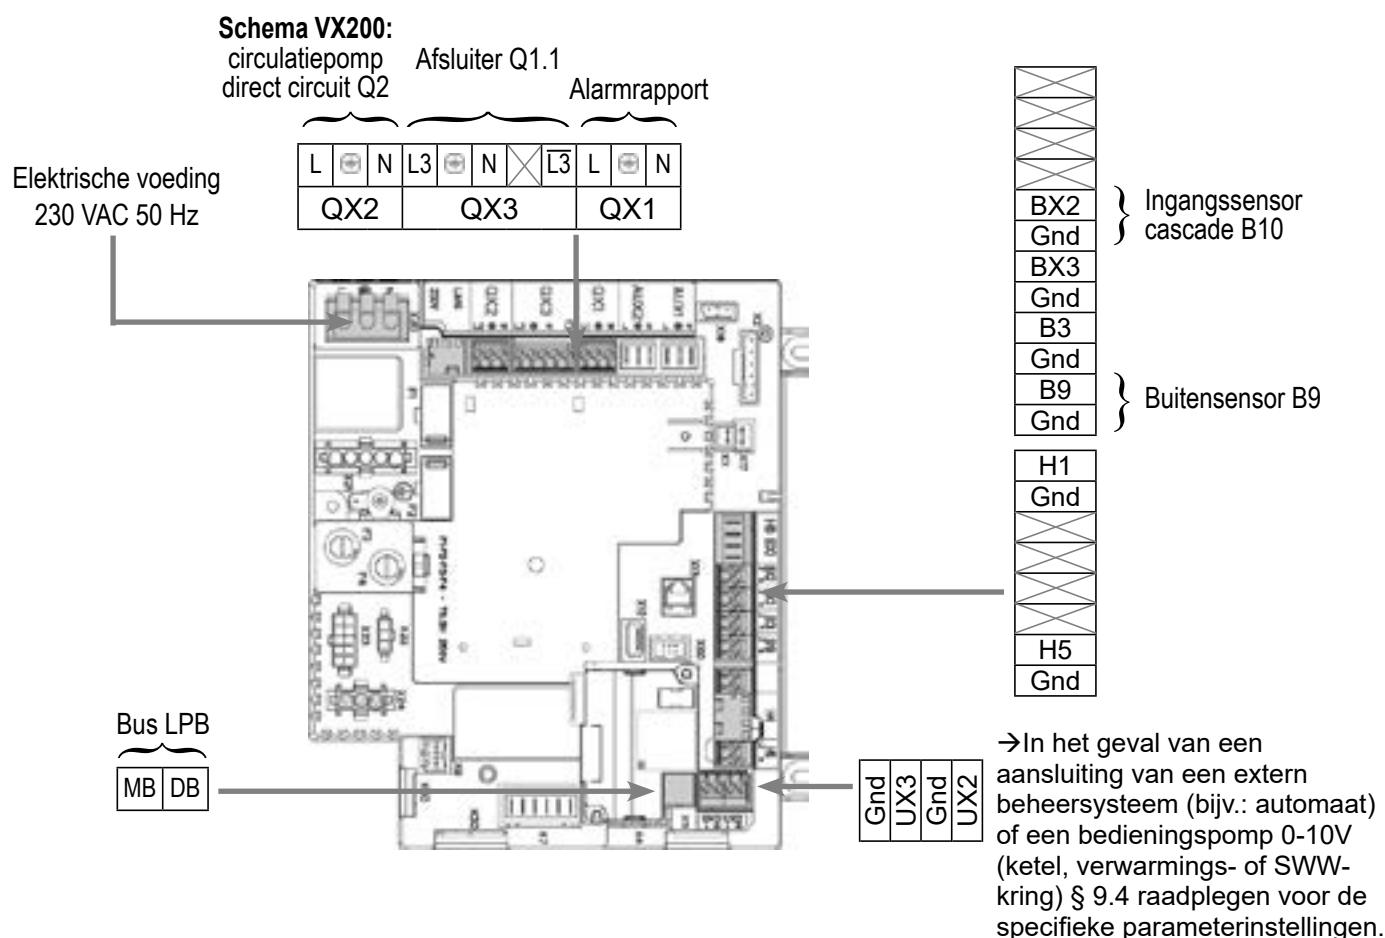 Schema VX200:
circulatiepomp
direct circuit Q2
Afsluiter Q1.1
Alarmrapport
L N L3 N L3 L N
QX2 QX3 QX1
Elektrische voeding
230 VAC 50 Hz
BX2
Gnd
BX3
Gnd
B3
Gnd
B9
Gnd
Ingangssensor
cascade B10
Buitensensor B9
H1
Gnd
H5
Gnd
QX2
QX3
QX1
Bus LPB
MB DB
Gnd
UX3
Gnd
UX2
→In het geval van een
aansluiting van een extern
beheersysteem (bijv.: automaat)
of een bedieningspomp 0-10V
(ketel, verwarmings- of SWW-
kring) § 9.4 raadplegen voor de
specifieke parameterinstellingen.